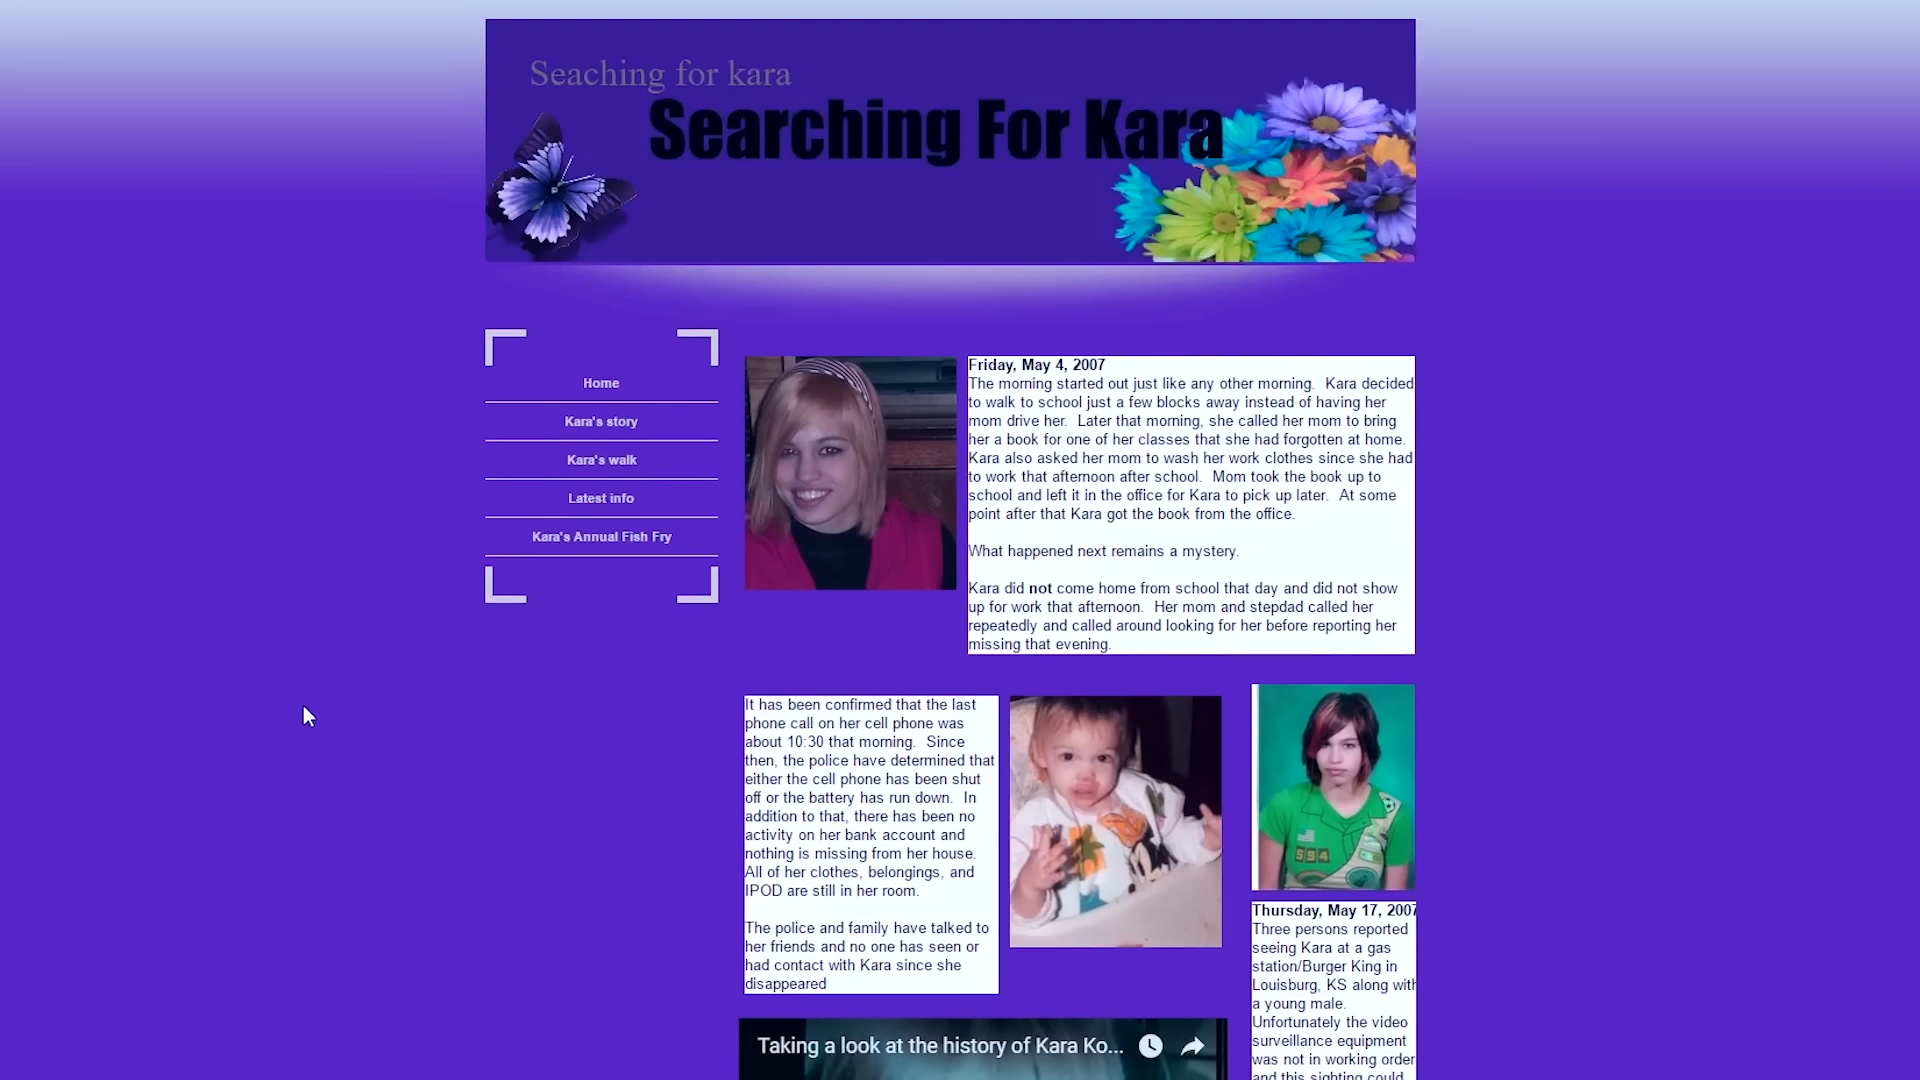 Seaching for kara
Searching For Kara
Home
Kara's story
Kara's walk
Latest info
Kara's Annual Fish Fry
Friday, May 4, 2007
The morning started out just like any other morning. Kara decided
to walk to school just a few blocks away instead of having her
mom drive her. Later that morning, she called her mom to bring
her a book for one of her classes that she had forgotten at home.
Kara also asked her mom to wash her work clothes since she had
to work that afternoon after school. Mom took the book up to
school and left it in the office for Kara to pick up later. At some
point after that Kara got the book from the office.
What happened next remains a mystery.
Kara did not come home from school that day and did not show
up for work that afternoon. Her mom and stepdad called her
repeatedly and called around looking for her before reporting her
missing that evening.
It has been confirmed that the last
phone call on her cell phone was
about 10:30 that morning. Since
then, the police have determined that
either the cell phone has been shut
off or the battery has run down. In
addition to that, there has been no
activity on her bank account and
nothing is missing from her house.
All of her clothes, belongings, and
IPOD are still in her room.
The police and family have talked to
her friends and no one has seen or
had contact with Kara since she
disappeared
594
Thursday, May 17, 2007
Three persons reported
seeing Kara at a gas
station/Burger King in
Louisburg, KS along with
a young male.
Unfortunately the video
surveillance equipment
was not in working order
and this sighting could
Taking a look at the history of Kara Ko...